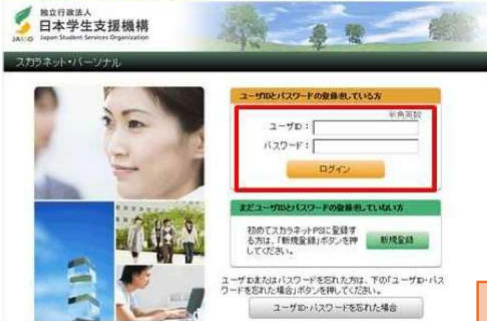 独立行政法人
日本学生支援機構
JASSO Japan Student Services Organization
スカラネット・パーソナル
ユーザIDとパスワードの登録をしている方
半角英数
ユーザID：
パスワード：
ログイン
まだユーザIDとパスワードの登録をしていない方
初めてスカラネットPSに登録す
る方は、「新規登録」ボタンを押
してください。
新規登録
ユーザIDまたはパスワードを忘れた方は、下の「ユーザID・パス
ワードを忘れた場合」ボタンを押してください。
ユーザID・パスワードを忘れた場合